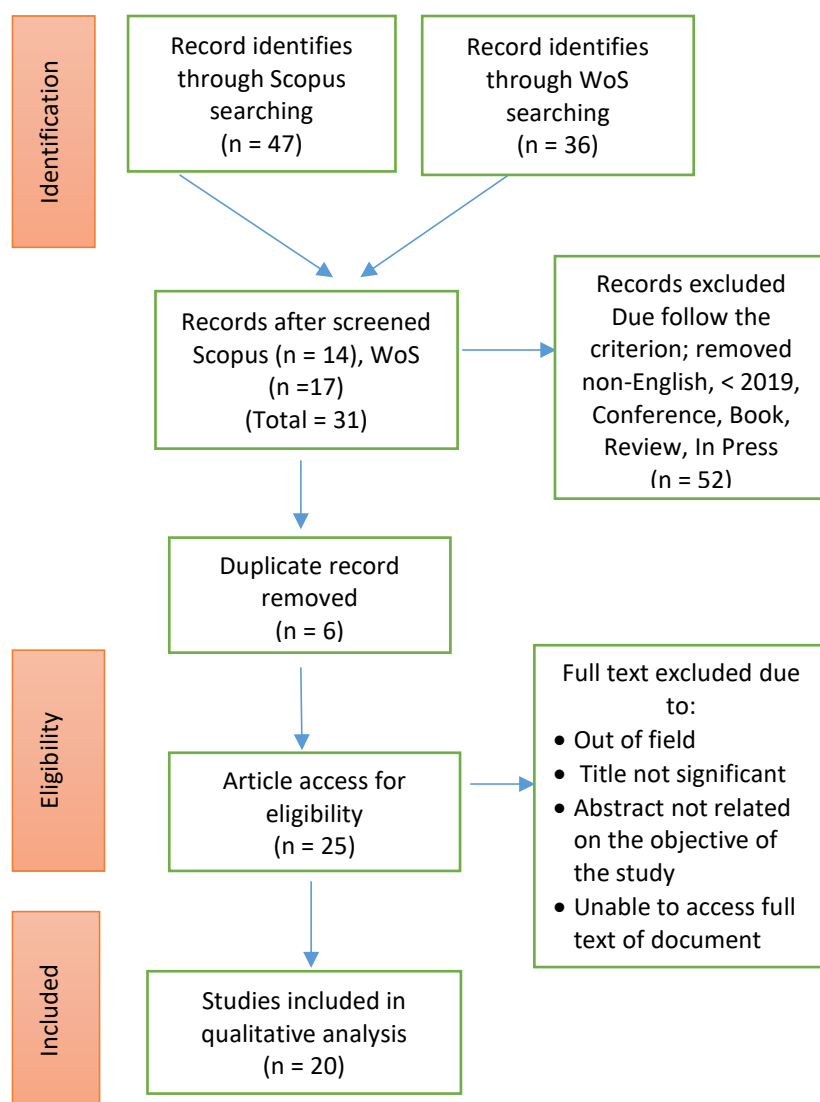 Identification
Record identifies
through Scopus
searching
(n = 47)
Record identifies
through WoS
searching
(n = 36)
Records after screened
Scopus (n = 14), WoS
(n =17)
(Total = 31)
Records excluded
Due follow the
criterion; removed
non-English, < 2019,
Conference, Book,
Review, In Press
(n = 52)
Duplicate record
removed
(n = 6)
Eligibility
Article access for
eligibility
(n = 25)
Full text excluded due
to:
• Out of field
• Title not significant
• Abstract not related
on the objective of
the study
• Unable to access full
text of document
Included
Studies included in
qualitative analysis
(n = 20)